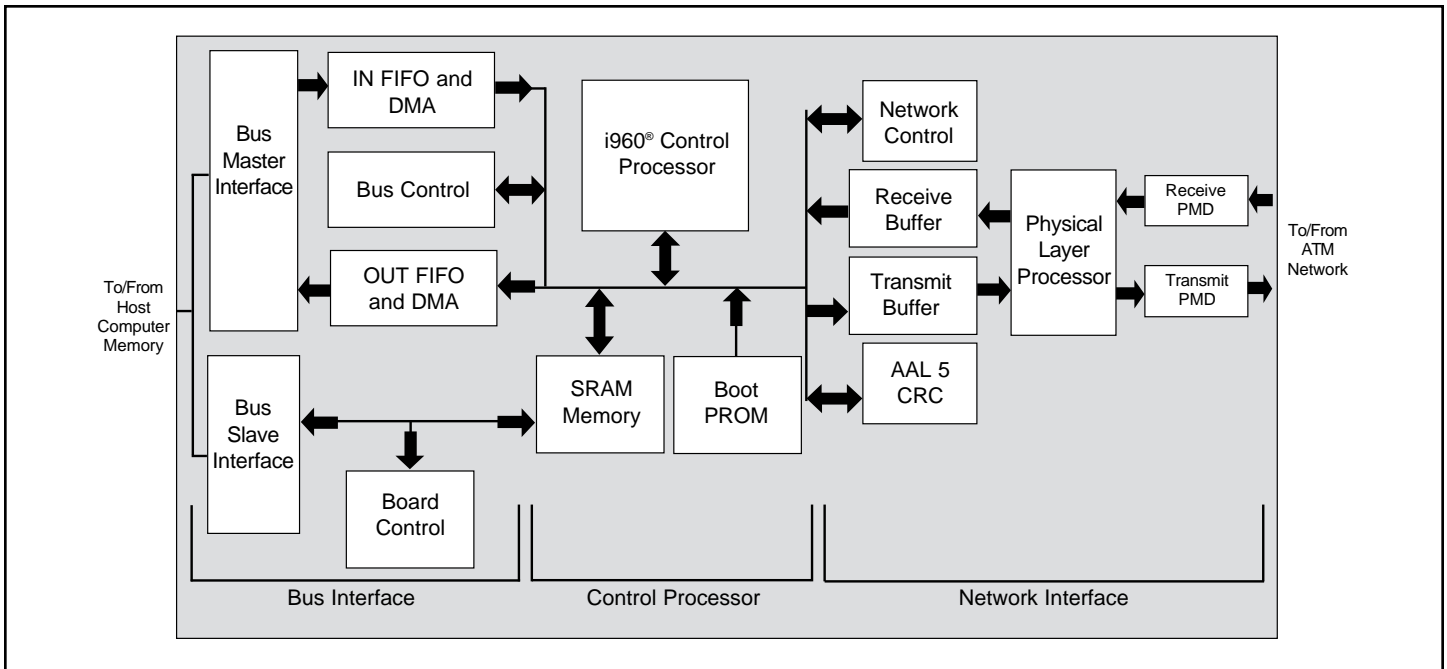 To/From
Host
Computer
Memory
Bus
Master
Interface
Bus
Slave
Interface
IN FIFO and
DMA
Bus Control
OUT FIFO
and DMA
Board
Control
i960® Control
Processor
SRAM
Memory
Boot
PROM
Network
Control
Receive
Buffer
Transmit
Buffer
AAL 5
CRC
Physical
Layer
Processor
Receive
PMD
Transmit
PMD
To/From
ATM
Network
Bus Interface
Control Processor
Network Interface